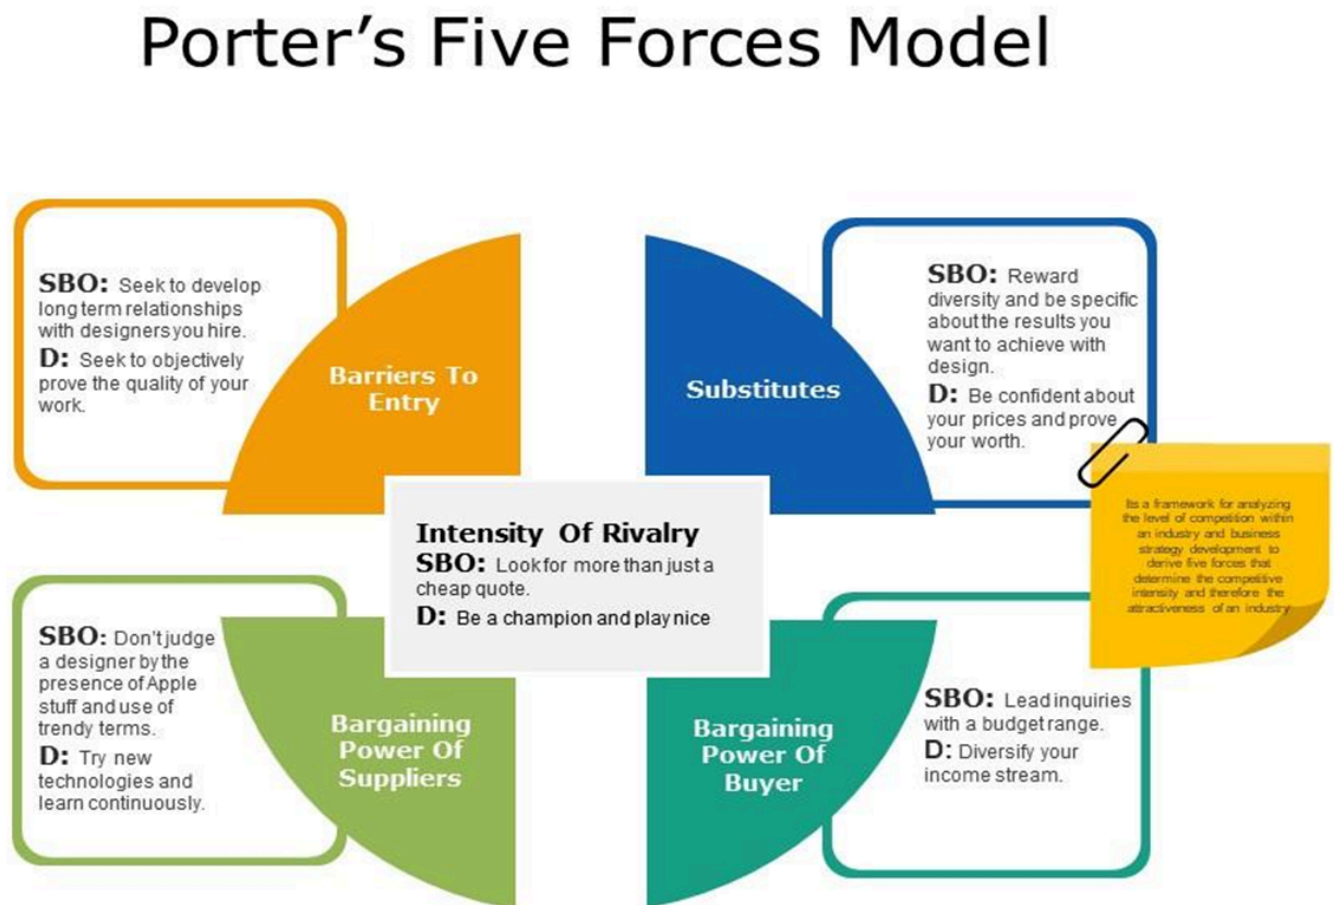 Porter’s Five Forces Model
SBO: Seek to develop
long term relationships
with designers you hire.
D: Seek to objectively
prove the quality of your
work.
Barriers To
Entry
Substitutes
SBO: Reward
diversity and be specific
about the results you
want to achieve with
design.
D: Be confident about
your prices and prove
your worth.
Its a framework for analyzing
the level of competition within
an industry and business
strategy development to
derive five forces that
determine the competitive
intensity and therefore the
attractiveness of an industry
Intensity Of Rivalry
SBO: Look for more than just a
cheap quote.
D: Be a champion and play nice
SBO: Don’t judge
a designer by the
presence of Apple
stuff and use of
trendy terms.
D: Try new
technologies and
learn continuously.
Bargaining
Power Of
Suppliers
Bargaining
Power Of
Buyer
SBO: Lead inquiries
with a budget range.
D: Diversify your
income stream.